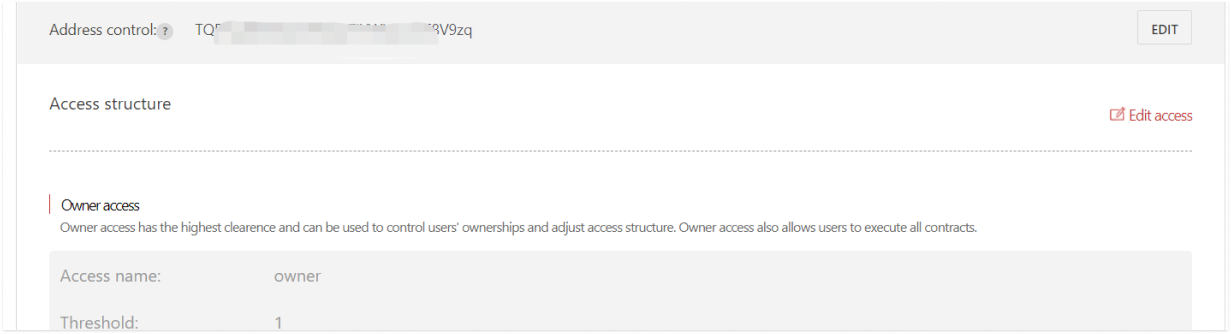 Address control: ? TQ 8V9zq
EDIT
Access structure
Edit access
Owner access
Owner access has the highest clearence and can be used to control users' ownerships and adjust access structure. Owner access also allows users to execute all contracts.
Access name: owner
Threshold: 1